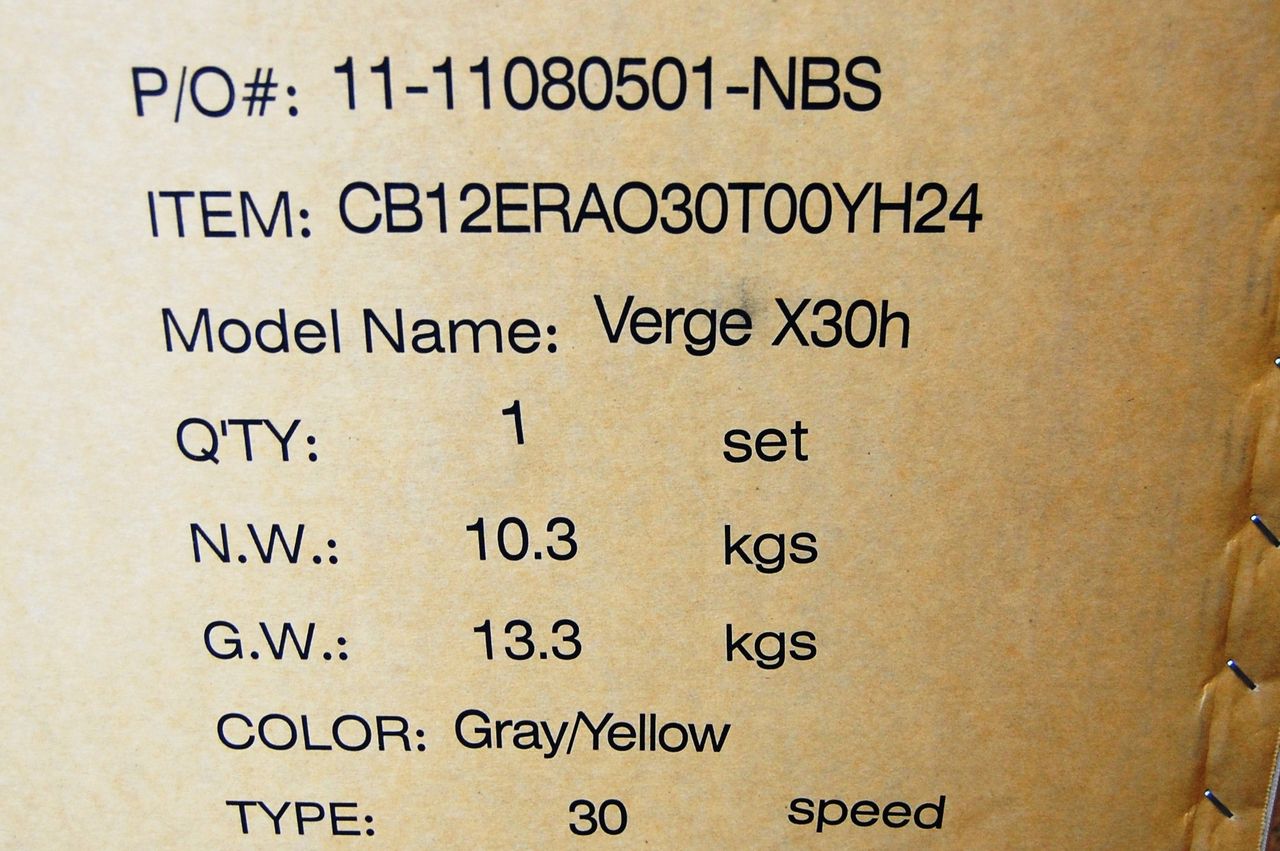 P/O#: 11-11080501-NBS
ITEM: CB12ERAO30T00YH24
Model Name: Verge X30h
Q'TY: 1 set
N.W.: 10.3 kgs
G.W.: 13.3 kgs
COLOR: Gray/Yellow
TYPE: 30 speed